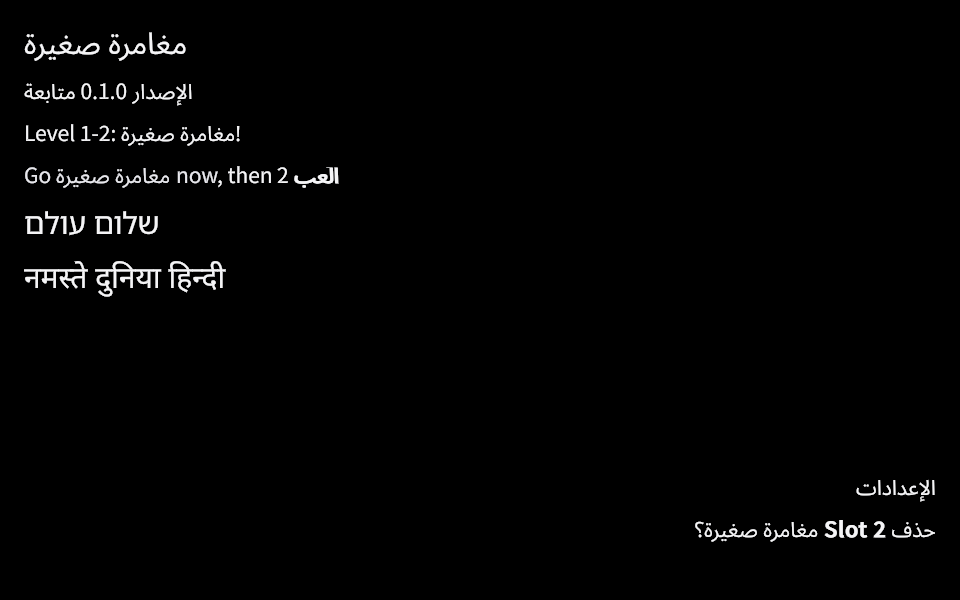 مغامرة صغيرة
الإصدار 0.1.0 متابعة
Level 1-2: مغامرة صغيرة!
Go مغامرة صغيرة now, then 2 العب
שלום עולם
नमस्ते दुनिया हिन्दी
الإعدادات
حذف Slot 2 مغامرة صغيرة؟